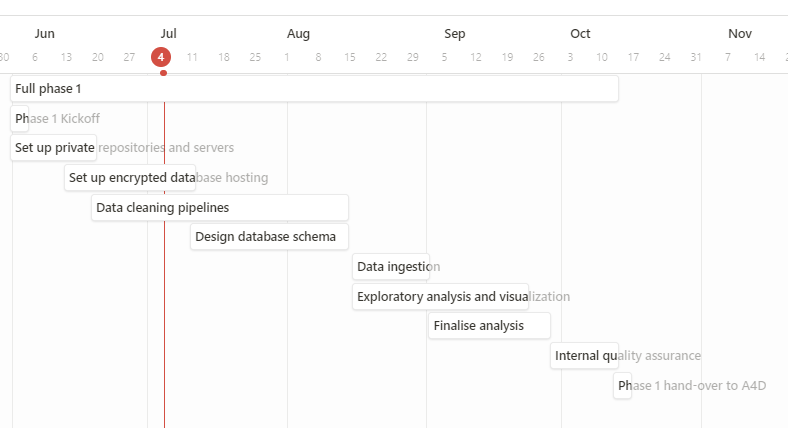 Jun Jul Aug Sep Oct Nov
30 6 13 20 27 4 11 18 25 1 8 15 22 29 5 12 19 26 3 10 17 24 31 7 14 2
Full phase 1
Phase 1 Kickoff
Set up private repositories and servers
Set up encrypted database hosting
Data cleaning pipelines
Design database schema
Data ingestion
Exploratory analysis and visualization
Finalise analysis
Internal quality assurance
Phase 1 hand-over to A4D